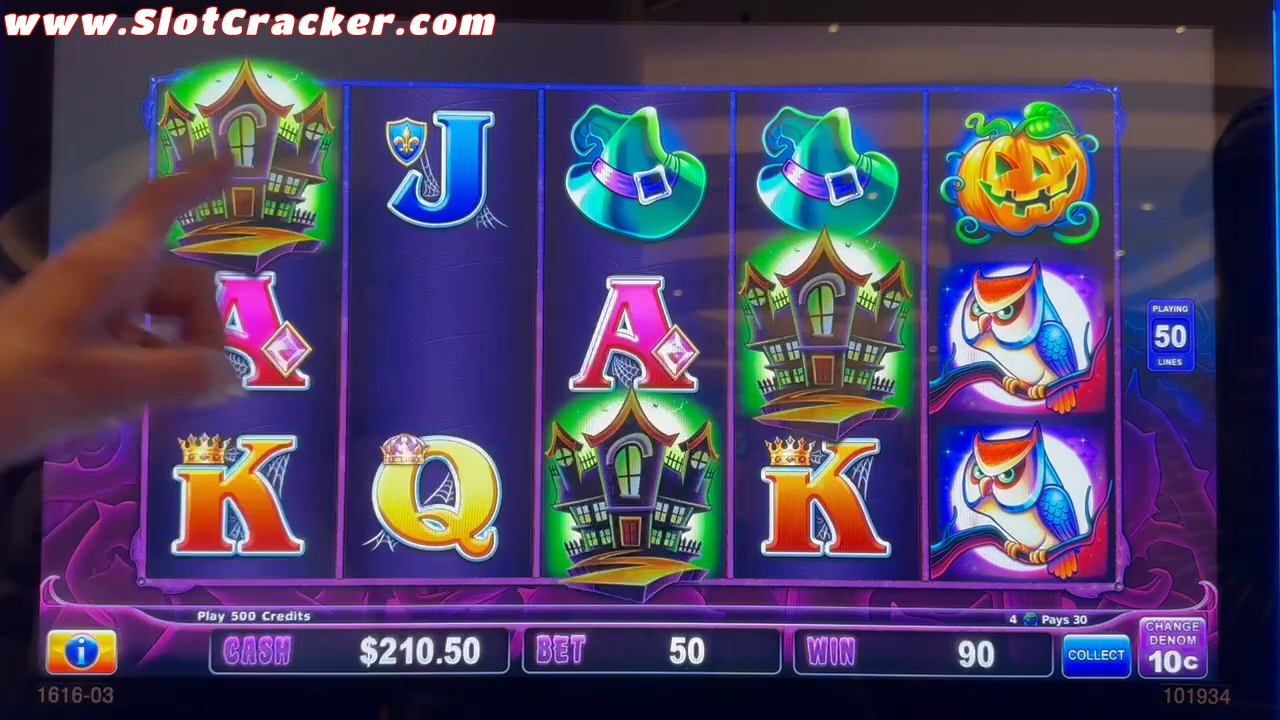 www.SlotCracker.com
J
A
A
K
Q
K
PLAYING
50
LINES
Play 500 Credits
4 Pays 30
CASH $210.50
BET 50
WIN 90
COLLECT
CHANGE
DENOM
10¢
1616-03
101934